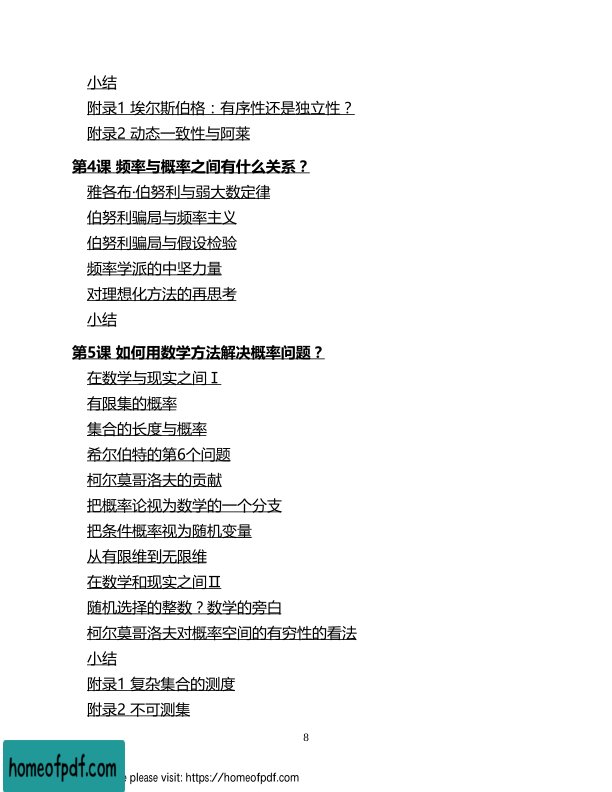 小结
附录1 埃尔斯伯格：有序性还是独立性？
附录2 动态一致性与阿莱
第4课 频率与概率之间有什么关系？
雅各布·伯努利与弱大数定律
伯努利骗局与频率主义
伯努利骗局与假设检验
频率学派的中坚力量
对理想化方法的再思考
小结
第5课 如何用数学方法解决概率问题？
在数学与现实之间Ⅰ
有限集的概率
集合的长度与概率
希尔伯特的第6个问题
柯尔莫哥洛夫的贡献
把概率论视为数学的一个分支
把条件概率视为随机变量
从有限维到无限维
在数学和现实之间Ⅱ
随机选择的整数？数学的旁白
柯尔莫哥洛夫对概率空间的有穷性的看法
小结
附录1 复杂集合的测度
附录2 不可测集
8
homeofpdf.com
please visit: https://homeofpdf.com